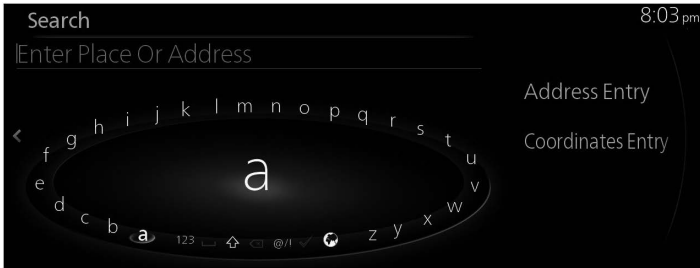 Search
8:03 pm
Enter Place Or Address
Address Entry
Coordinates Entry
a b c d e f g h i j k l m n o p q r s t u v w x y z
123 @/!
a